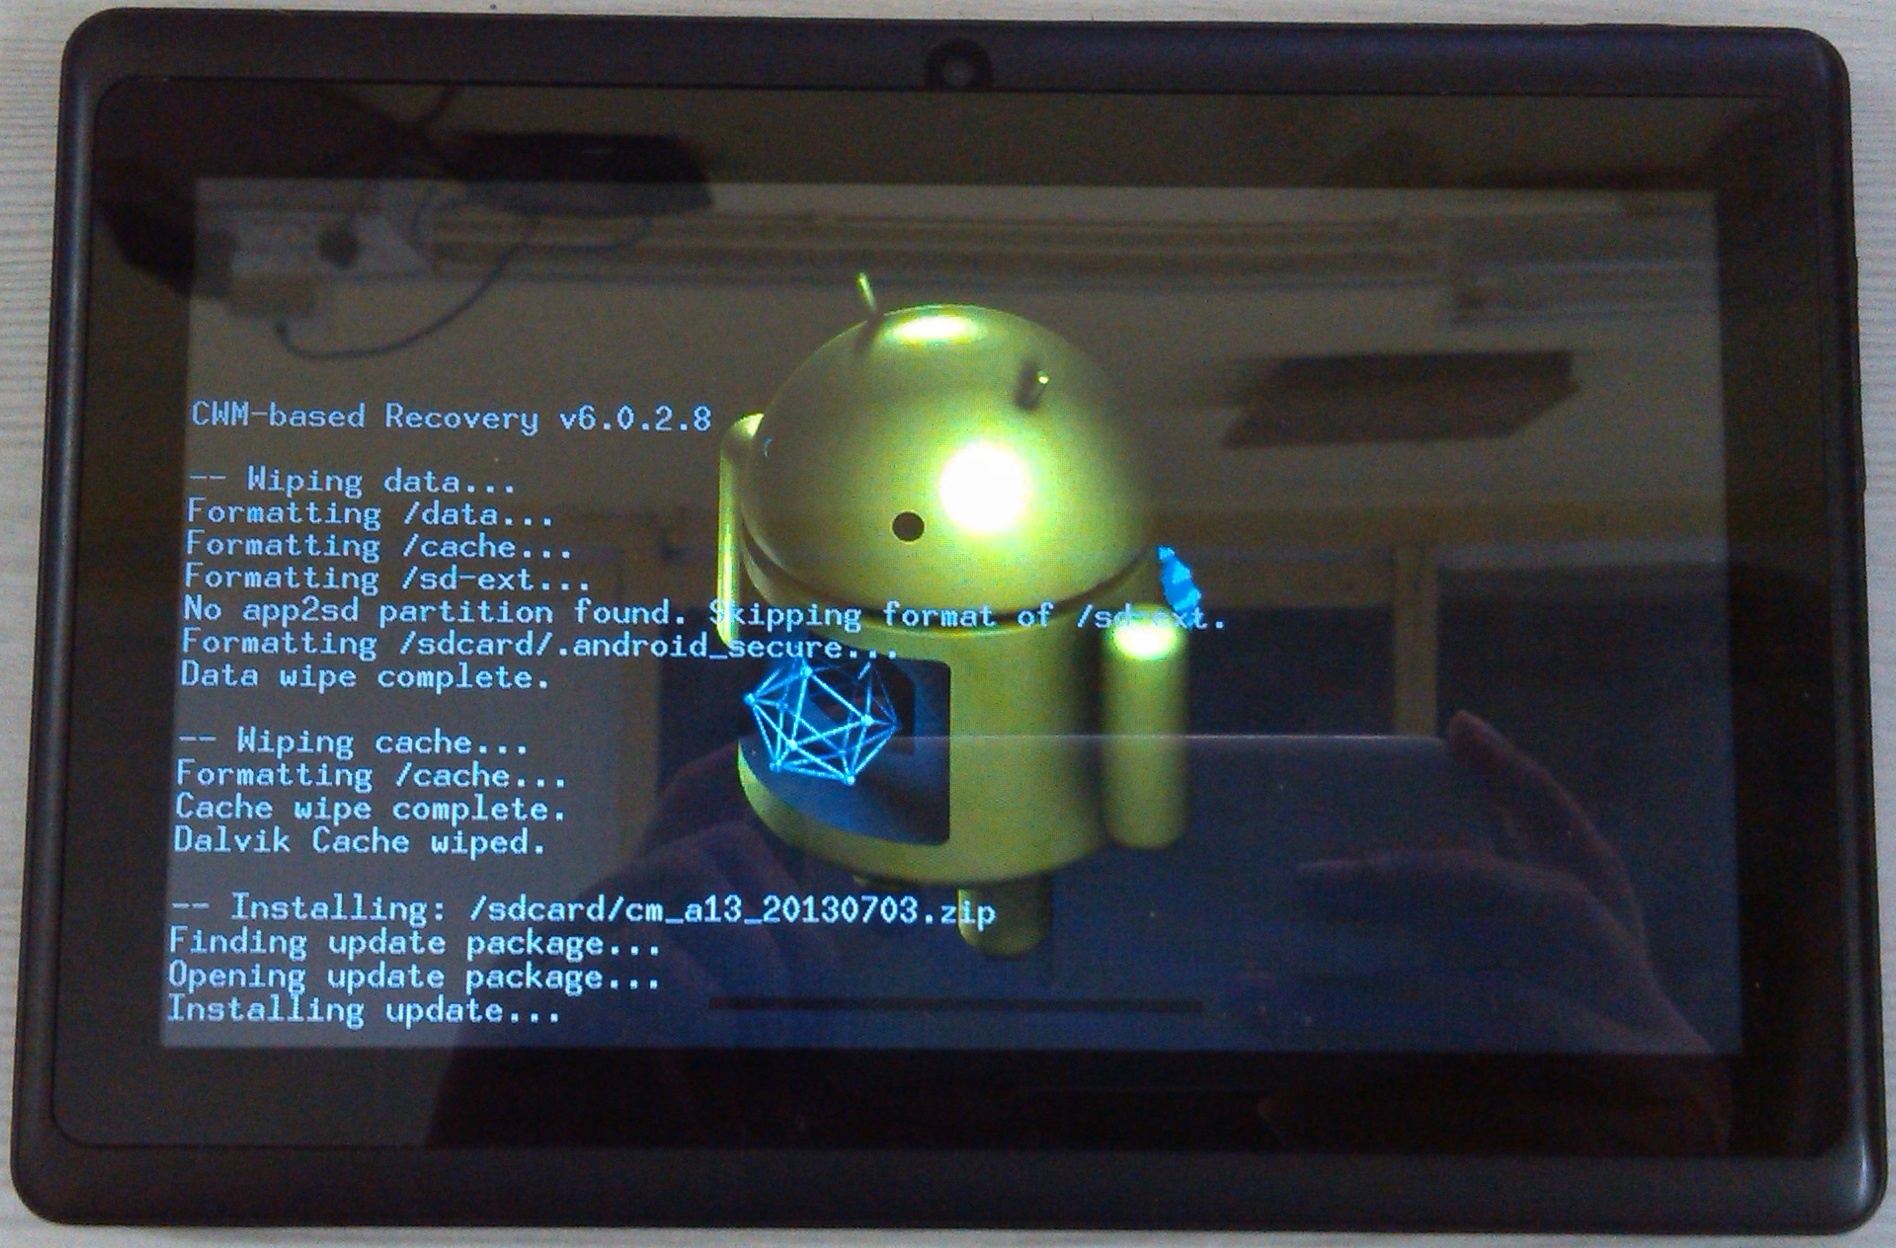 CWM-based Recovery v6.0.2.8
-- Wiping data...
Formatting /data...
Formatting /cache...
Formatting /sd-ext...
No app2sd partition found. Skipping format of /sd-ext.
Formatting /sdcard/.android_secure...
Data wipe complete.
-- Wiping cache...
Formatting /cache...
Cache wipe complete.
Dalvik Cache wiped.
-- Installing: /sdcard/cm_a13_20130703.zip
Finding update package...
Opening update package...
Installing update...